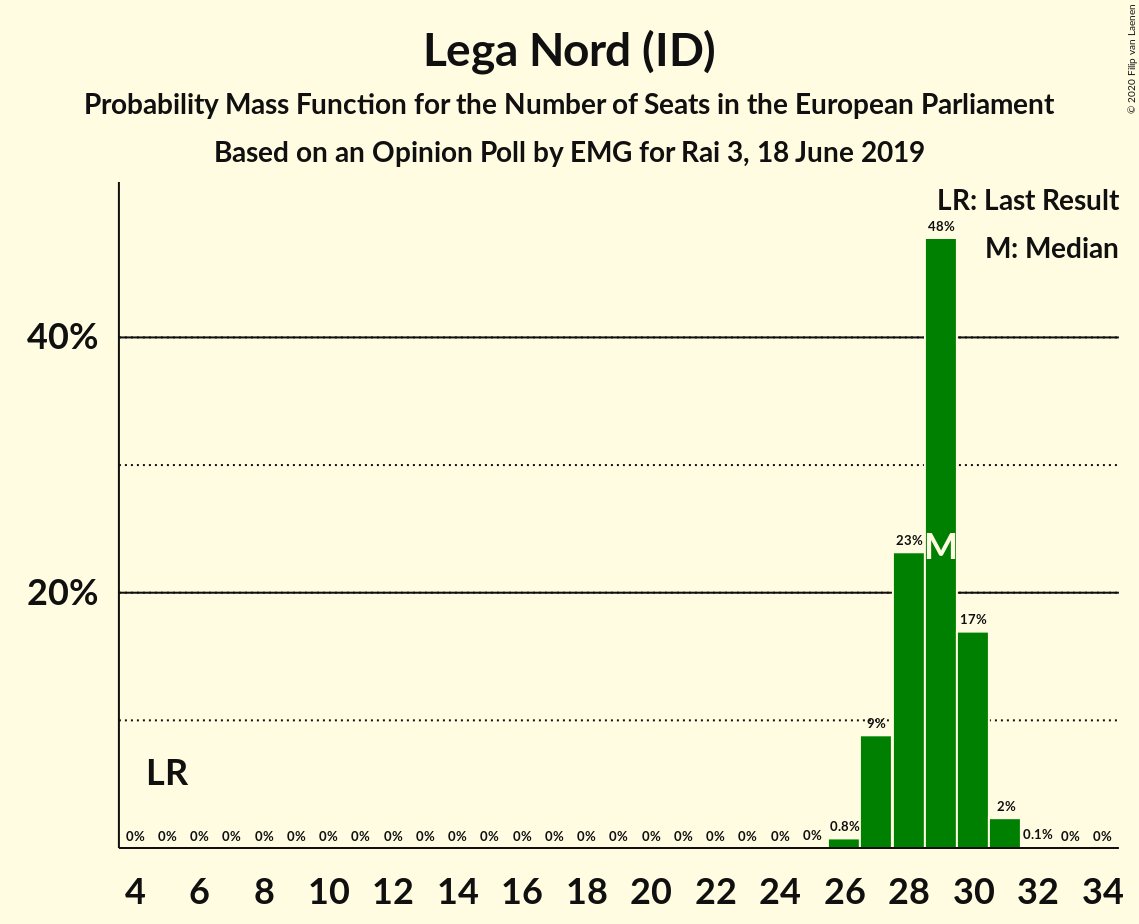 © 2020 Filip van Laenen
Lega Nord (ID)
Probability Mass Function for the Number of Seats in the European Parliament
Based on an Opinion Poll by EMG for Rai 3, 18 June 2019
LR: Last Result
M: Median
48%
40%
23%
M
20%
17%
9%
LR
2%
0% 0% 0% 0% 0% 0% 0% 0% 0% 0% 0% 0% 0% 0% 0% 0% 0% 0% 0% 0% 0% 0% 0.8% 0.1% 0% 0%
4 6 8 10 12 14 16 18 20 22 24 26 28 30 32 34